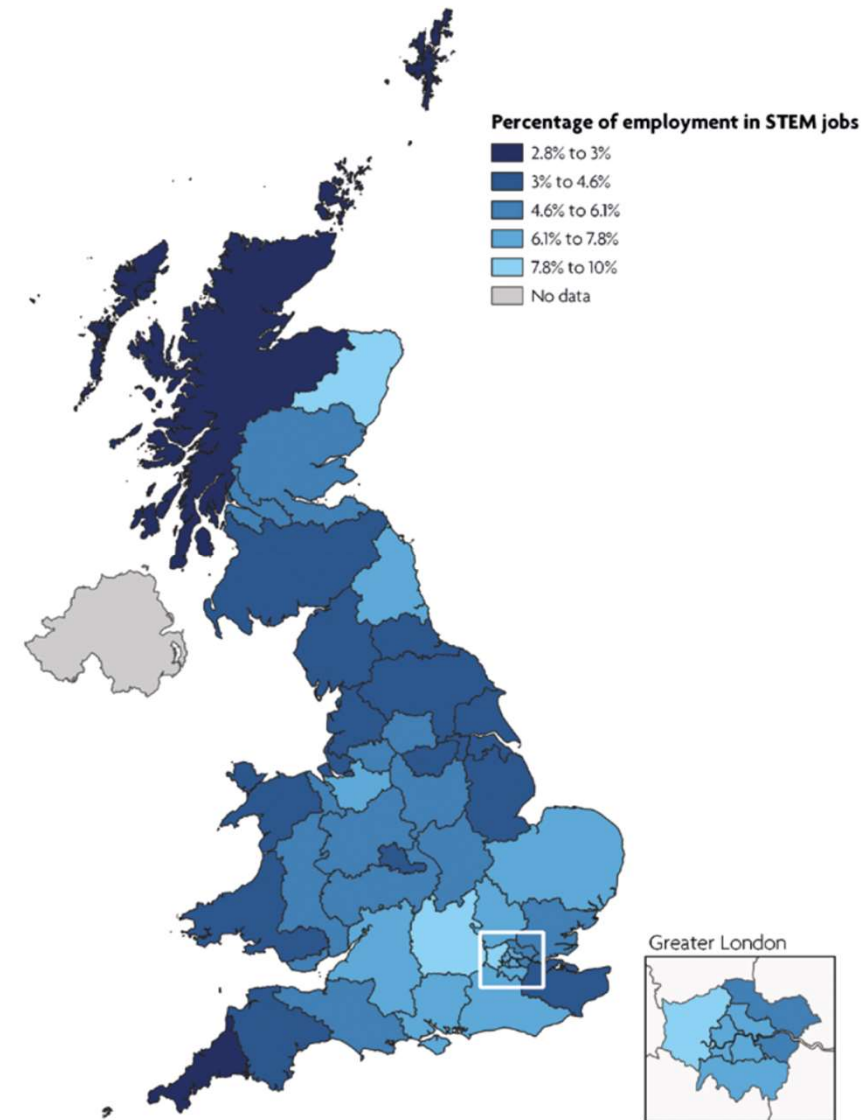 Percentage of employment in STEM jobs
2.8% to 3%
3% to 4.6%
4.6% to 6.1%
6.1% to 7.8%
7.8% to 10%
No data
Greater London